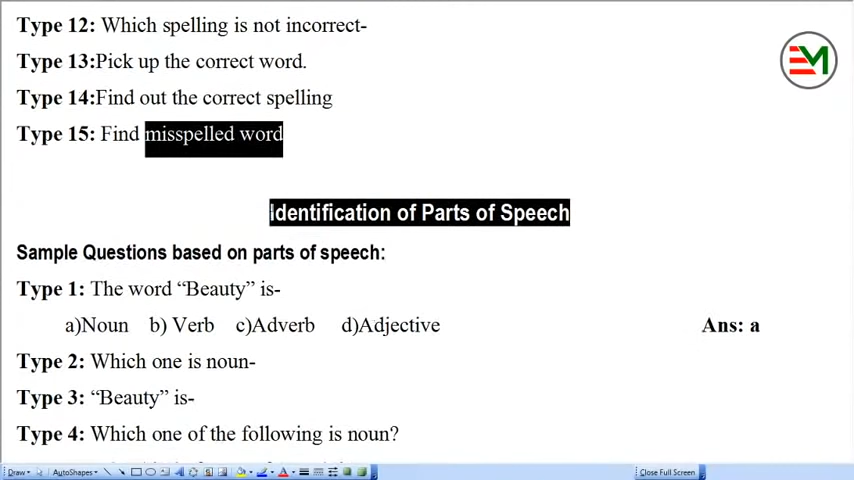 Type 12: Which spelling is not incorrect-
Type 13:Pick up the correct word.
Type 14:Find out the correct spelling
Type 15: Find misspelled word
Identification of Parts of Speech
Sample Questions based on parts of speech:
Type 1: The word “Beauty” is-
a)Noun b) Verb c)Adverb d)Adjective Ans: a
Type 2: Which one is noun-
Type 3: “Beauty” is-
Type 4: Which one of the following is noun?
Draw AutoShapes Close Full Screen